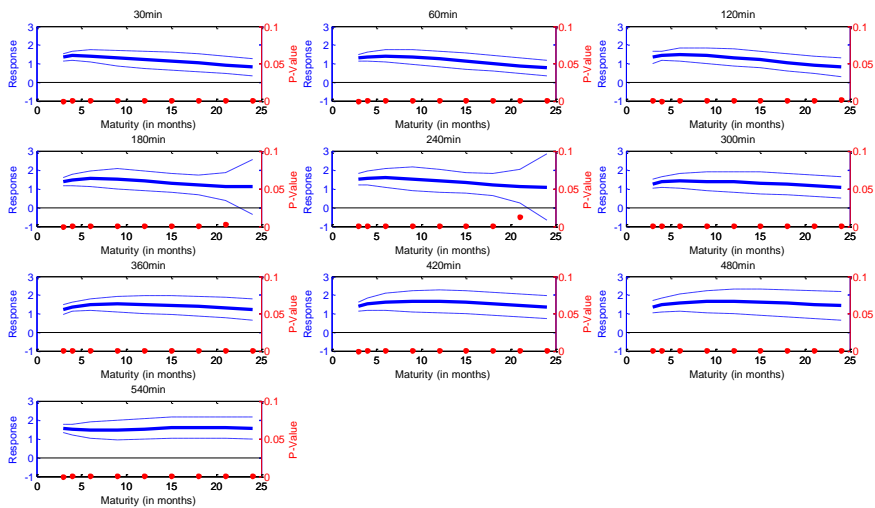 30min
60min
120min
3 0.1
2
1 0.05
0
-1 0
Response
P-Value
0 5 10 15 20 25
Maturity (in months)
3 0.1
2
1 0.05
0
-1 0
Response
P-Value
0 5 10 15 20 25
Maturity (in months)
3 0.1
2
1 0.05
0
-1 0
Response
P-Value
0 5 10 15 20 25
Maturity (in months)
180min
240min
300min
3 0.1
2
1 0.05
0
-1 0
Response
P-Value
0 5 10 15 20 25
Maturity (in months)
3 0.1
2
1 0.05
0
-1 0
Response
P-Value
0 5 10 15 20 25
Maturity (in months)
3 0.1
2
1 0.05
0
-1 0
Response
P-Value
0 5 10 15 20 25
Maturity (in months)
360min
420min
480min
3 0.1
2
1 0.05
0
-1 0
Response
P-Value
0 5 10 15 20 25
Maturity (in months)
3 0.1
2
1 0.05
0
-1 0
Response
P-Value
0 5 10 15 20 25
Maturity (in months)
3 0.1
2
1 0.05
0
-1 0
Response
P-Value
0 5 10 15 20 25
Maturity (in months)
540min
3 0.1
2
1 0.05
0
-1 0
Response
P-Value
0 5 10 15 20 25
Maturity (in months)